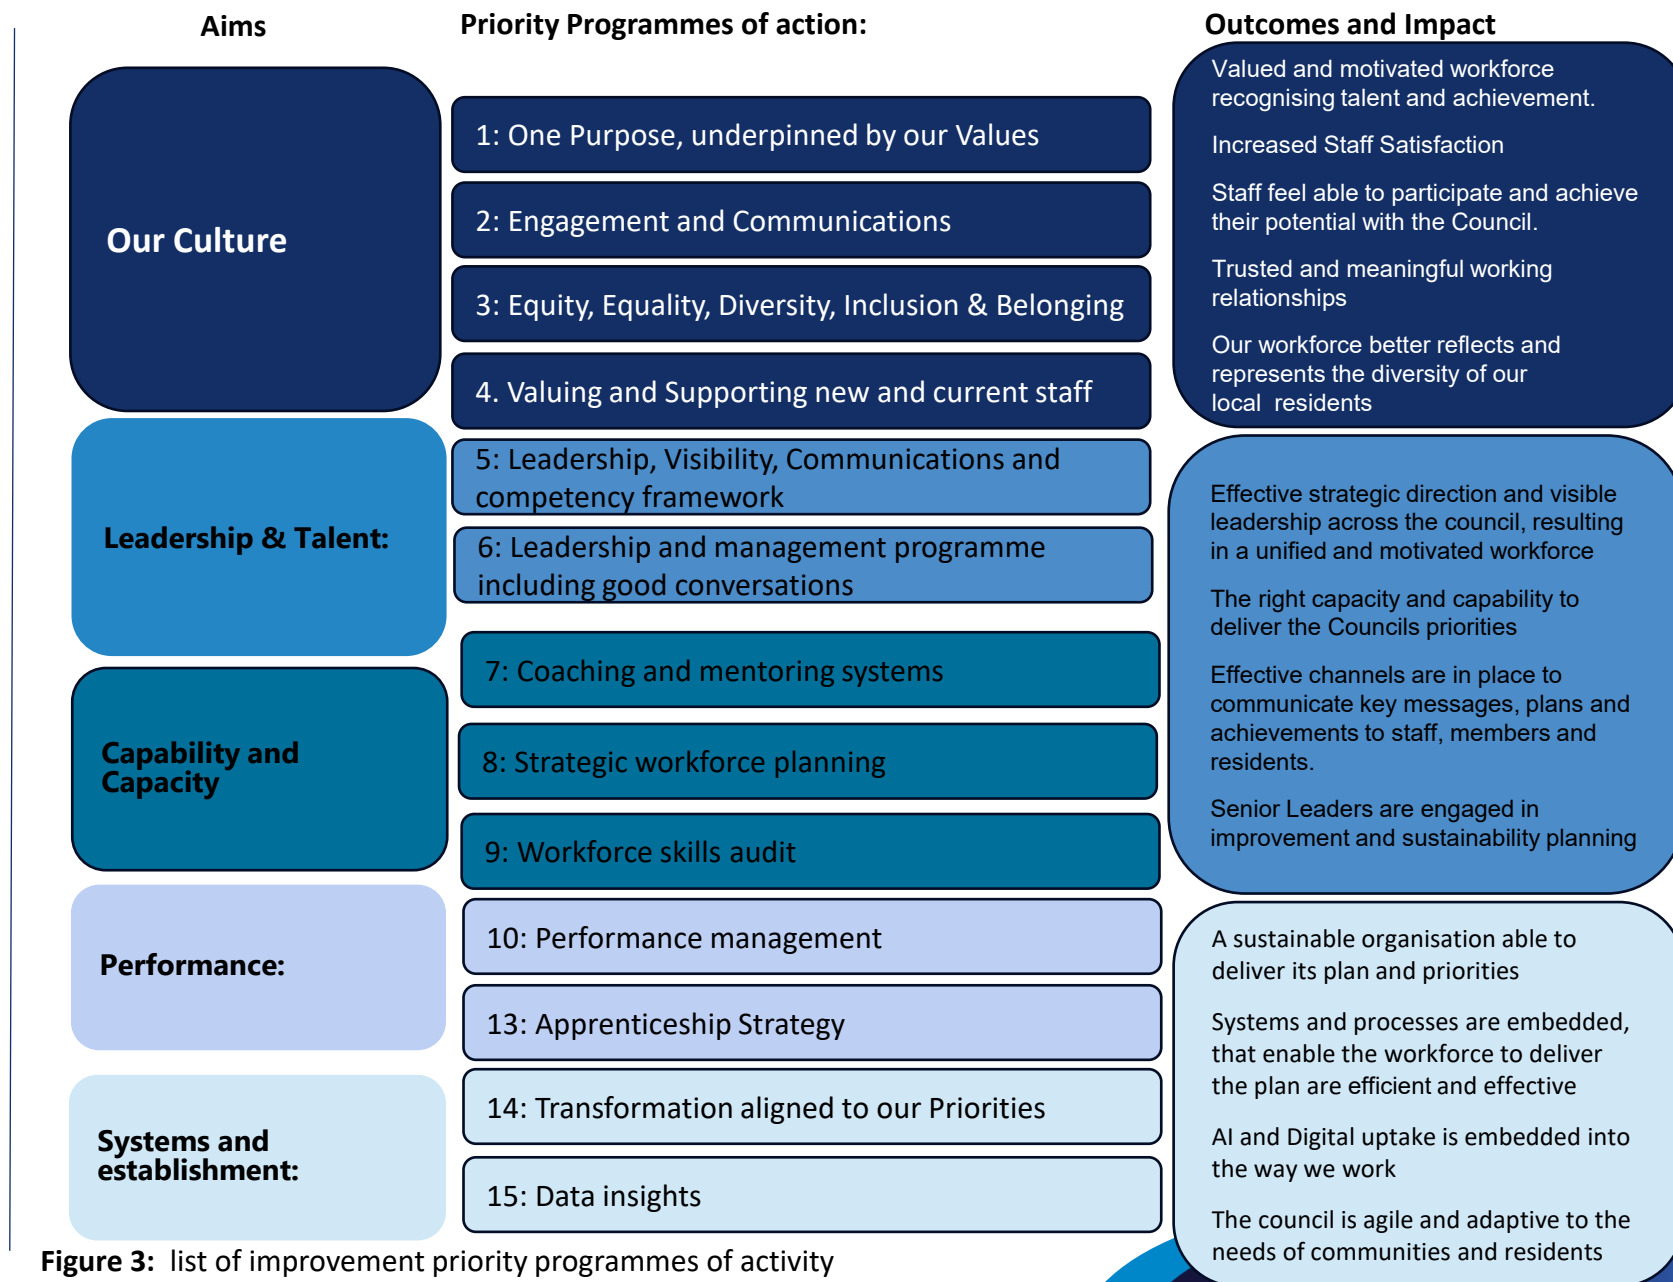 Aims
Priority Programmes of action:
Outcomes and Impact
Our Culture
1: One Purpose, underpinned by our Values
2: Engagement and Communications
3: Equity, Equality, Diversity, Inclusion & Belonging
4. Valuing and Supporting new and current staff
Valued and motivated workforce
recognising talent and achievement.
Increased Staff Satisfaction
Staff feel able to participate and achieve
their potential with the Council.
Trusted and meaningful working
relationships
Our workforce better reflects and
represents the diversity of our
local  residents
Leadership & Talent:
5: Leadership, Visibility, Communications and
competency framework
6: Leadership and management programme
including good conversations
Capability and
Capacity
7: Coaching and mentoring systems
8: Strategic workforce planning
9: Workforce skills audit
Effective strategic direction and visible
leadership across the council, resulting
in a unified and motivated workforce
The right capacity and capability to
deliver the Councils priorities
Effective channels are in place to
communicate key messages, plans and
achievements to staff, members and
residents.
Senior Leaders are engaged in
improvement and sustainability planning
Performance:
10: Performance management
13: Apprenticeship Strategy
Systems and
establishment:
14: Transformation aligned to our Priorities
15: Data insights
A sustainable organisation able to
deliver its plan and priorities
Systems and processes are embedded,
that enable the workforce to deliver
the plan are efficient and effective
AI and Digital uptake is embedded into
the way we work
The council is agile and adaptive to the
needs of communities and residents
Figure 3:  list of improvement priority programmes of activity